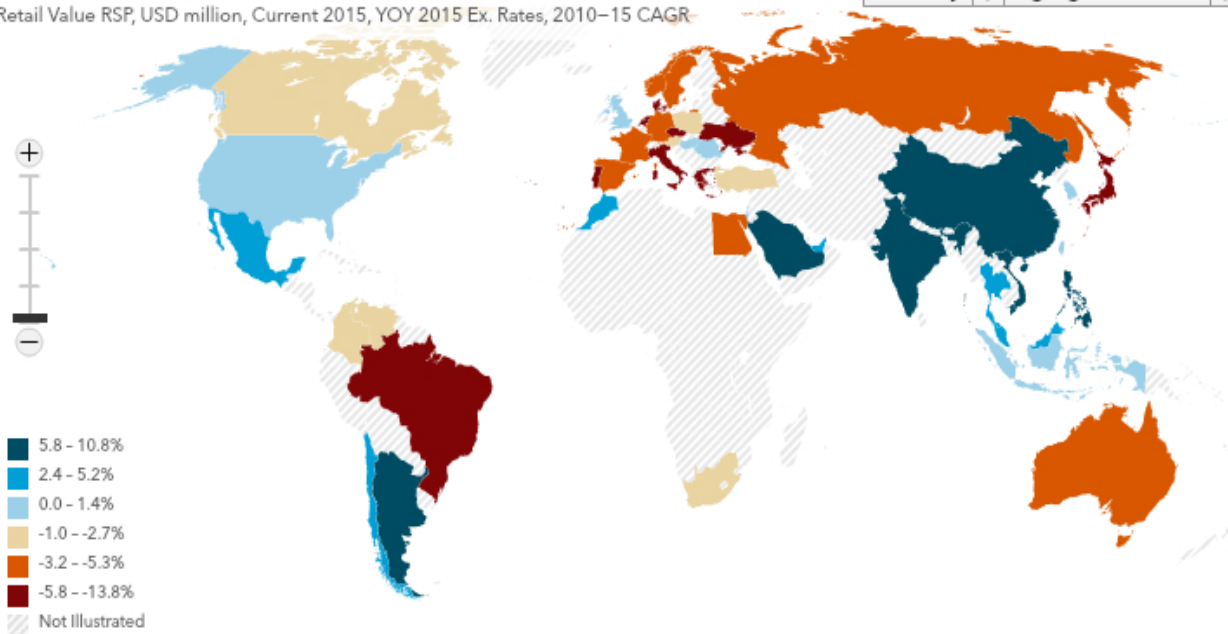 Retail Value RSP, USD million, Current 2015, YOY 2015 Ex. Rates, 2010–15 CAGR
+
−
5.8 – 10.8%
2.4 – 5.2%
0.0 – 1.4%
-1.0 – -2.7%
-3.2 – -5.3%
-5.8 – -13.8%
Not Illustrated